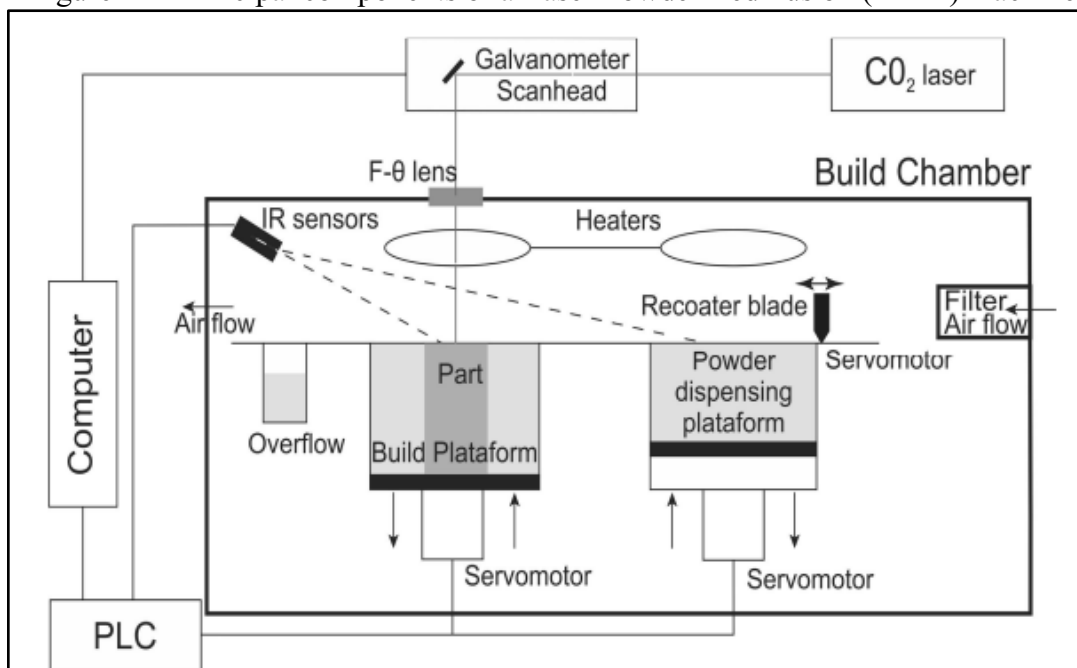 Galvanometer
Scanhead
C0₂ laser
F-θ lens
Build Chamber
IR sensors
Heaters
Recoater blade
Filter
Air flow
Air flow
Servomotor
Computer
Part
Powder
dispensing
plataform
Overflow
Build Plataform
Servomotor
Servomotor
PLC